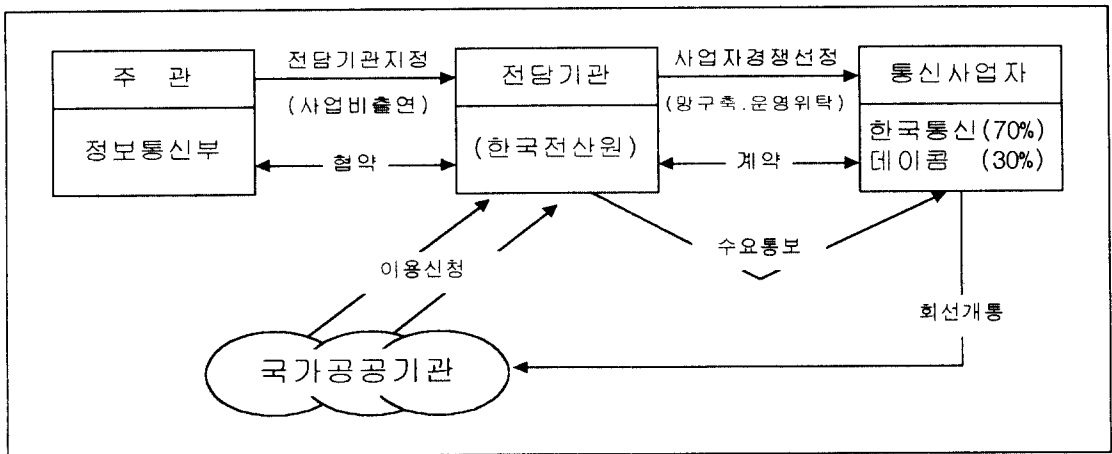 주 관
정보통신부
전담기관지정
(사업비출연)
협약
전담기관
(한국전산원)
사업자경쟁선정
(망구축.운영위탁)
계약
통신사업자
한국통신(70%)
데이콤 (30%)
이용신청
수요통보
회선개통
국가공공기관